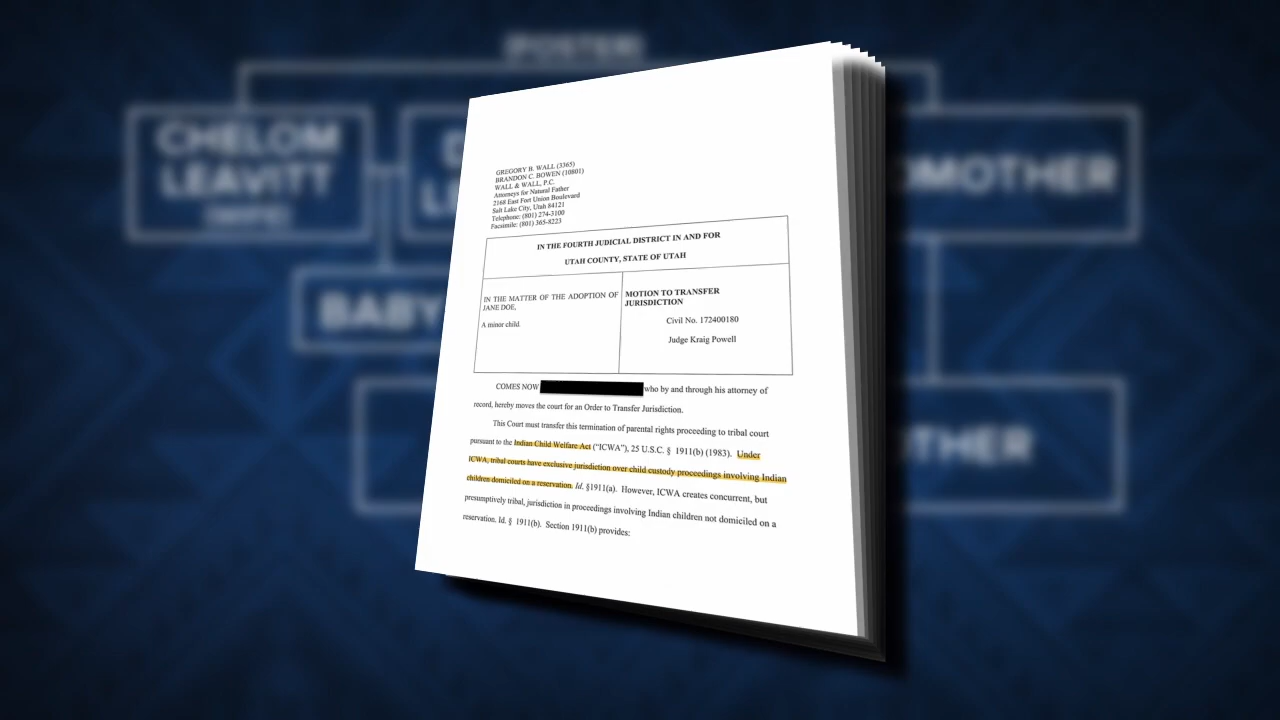 (FOSTER)
CHELOM
LEAVITT
MOTHER
BABY
THER
GREGORY B. WALL (3365)
BRANDON C. BOWEN (10801)
WALL & WALL, P.C.
Attorneys for Natural Father
2168 East Fort Union Boulevard
Salt Lake City, Utah 84121
Telephone: (801) 274-3100
Facsimile: (801) 365-8223
IN THE FOURTH JUDICIAL DISTRICT IN AND FOR
UTAH COUNTY, STATE OF UTAH
IN THE MATTER OF THE ADOPTION OF
JANE DOE,
A minor child.
MOTION TO TRANSFER
JURISDICTION
Civil No. 172400180
Judge Kraig Powell
COMES NOW who by and through his attorney of
record, hereby moves the court for an Order to Transfer Jurisdiction.
This Court must transfer this termination of parental rights proceeding to tribal court
pursuant to the Indian Child Welfare Act (“ICWA”), 25 U.S.C. § 1911(b) (1983). Under
ICWA, tribal courts have exclusive jurisdiction over child custody proceedings involving Indian
children domiciled on a reservation. Id. §1911(a). However, ICWA creates concurrent, but
presumptively tribal, jurisdiction in proceedings involving Indian children not domiciled on a
reservation. Id. § 1911(b). Section 1911(b) provides: